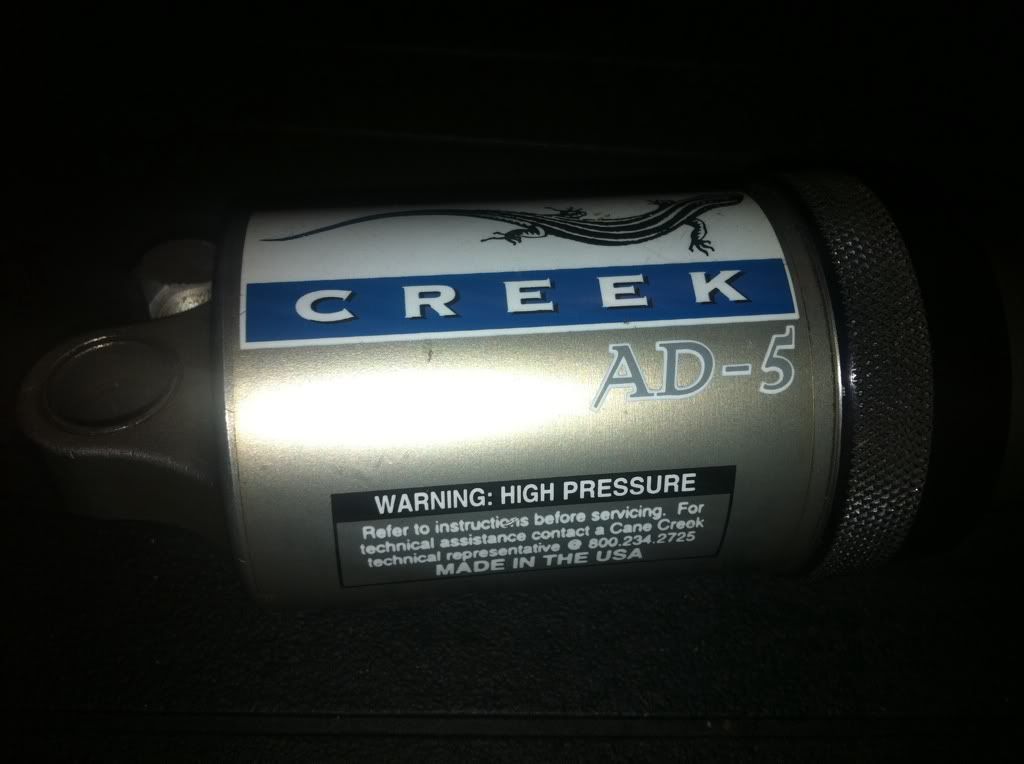 CREEK
AD-5
WARNING: HIGH PRESSURE
Refer to instructions before servicing. For
technical assistance contact a Cane Creek
technical representative @ 800.234.2725
MADE IN THE USA